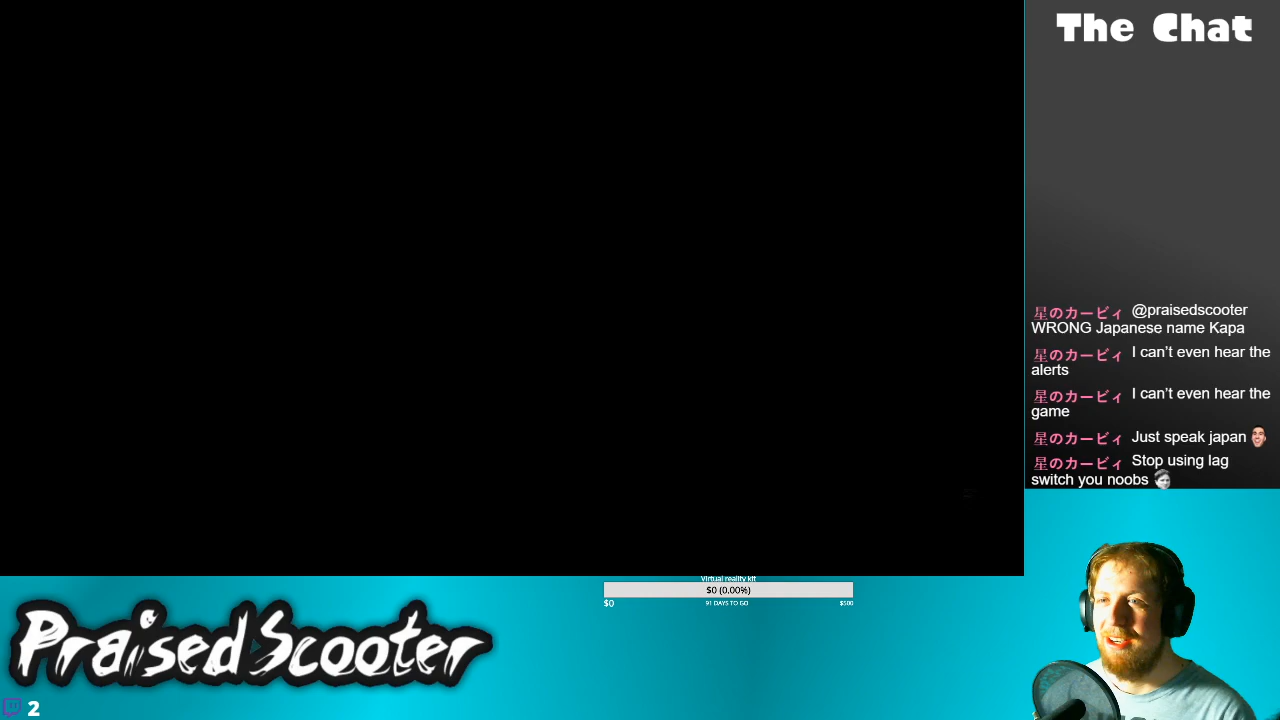 The Chat
星のカービィ @praisedscooter
WRONG Japanese name Kapa
星のカービィ I can't even hear the
alerts
星のカービィ I can't even hear the
game
星のカービィ Just speak japan
星のカービィ Stop using lag
switch you noobs
Virtual reality kit
$0 (0.00%)
$0 91 DAYS TO GO $500
Praised Scooter
2